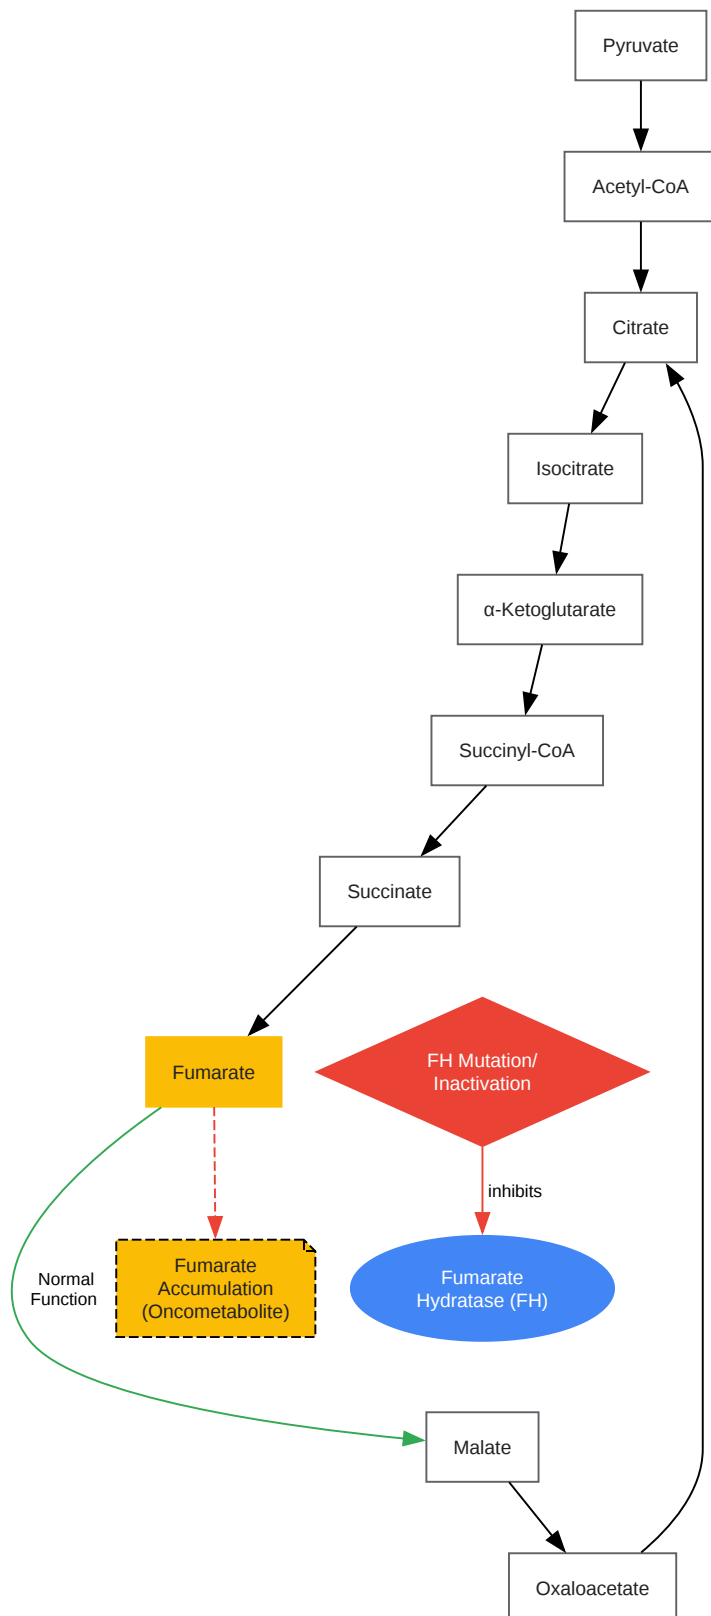 Pyruvate
Acetyl-CoA
Citrate
Isocitrate
α-Ketoglutarate
Succinyl-CoA
Succinate
Fumarate
FH Mutation/
Inactivation
inhibits
Normal
Function
Fumarate
Accumulation
(Oncometabolite)
Fumarate
Hydratase (FH)
Malate
Oxaloacetate